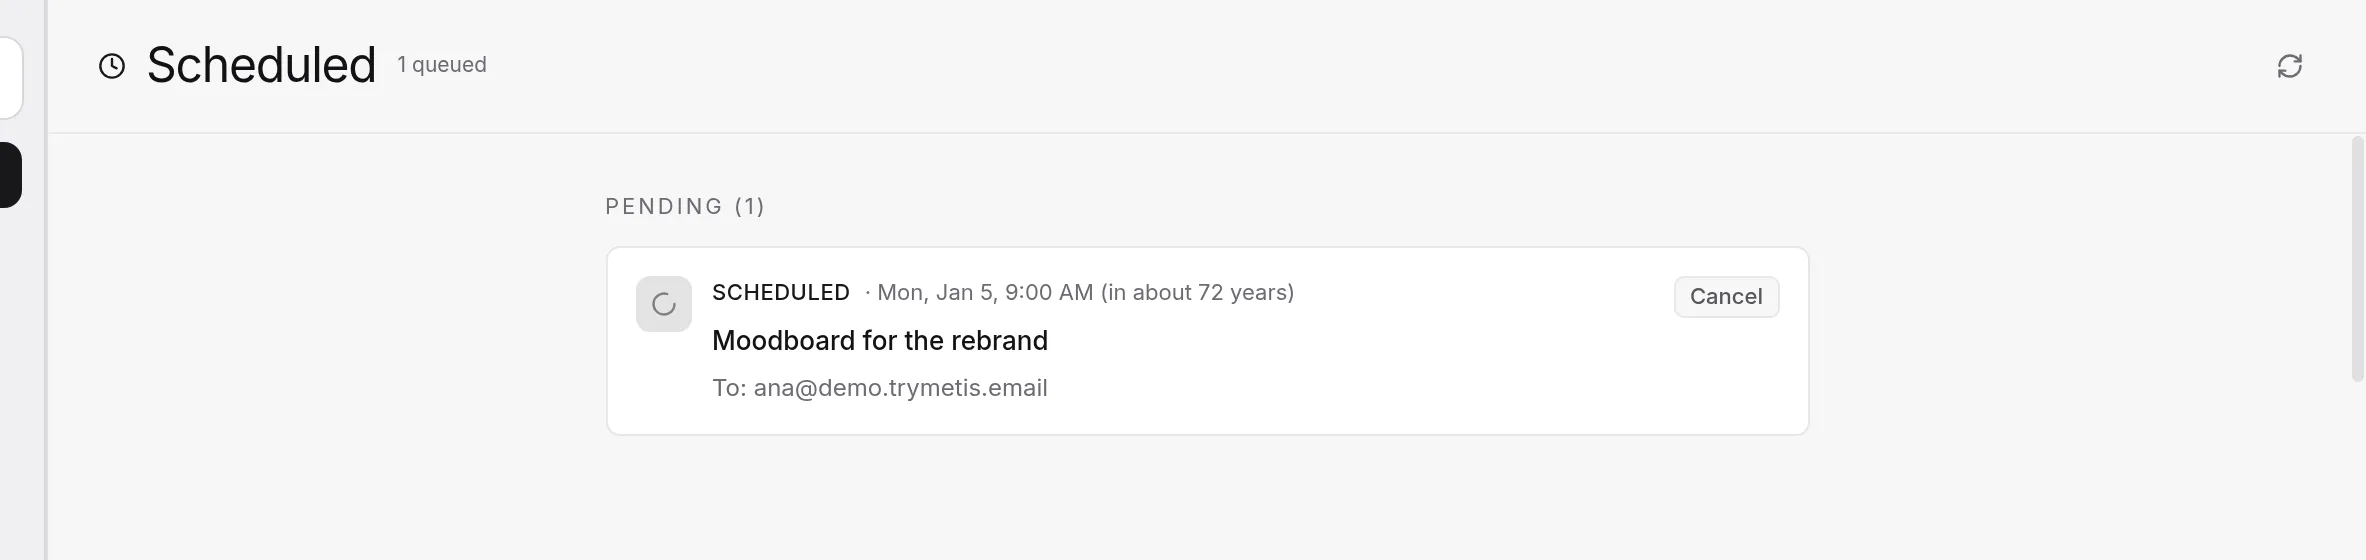 Scheduled 1 queued
PENDING (1)
SCHEDULED · Mon, Jan 5, 9:00 AM (in about 72 years)
Cancel
Moodboard for the rebrand
To: ana@demo.trymetis.email